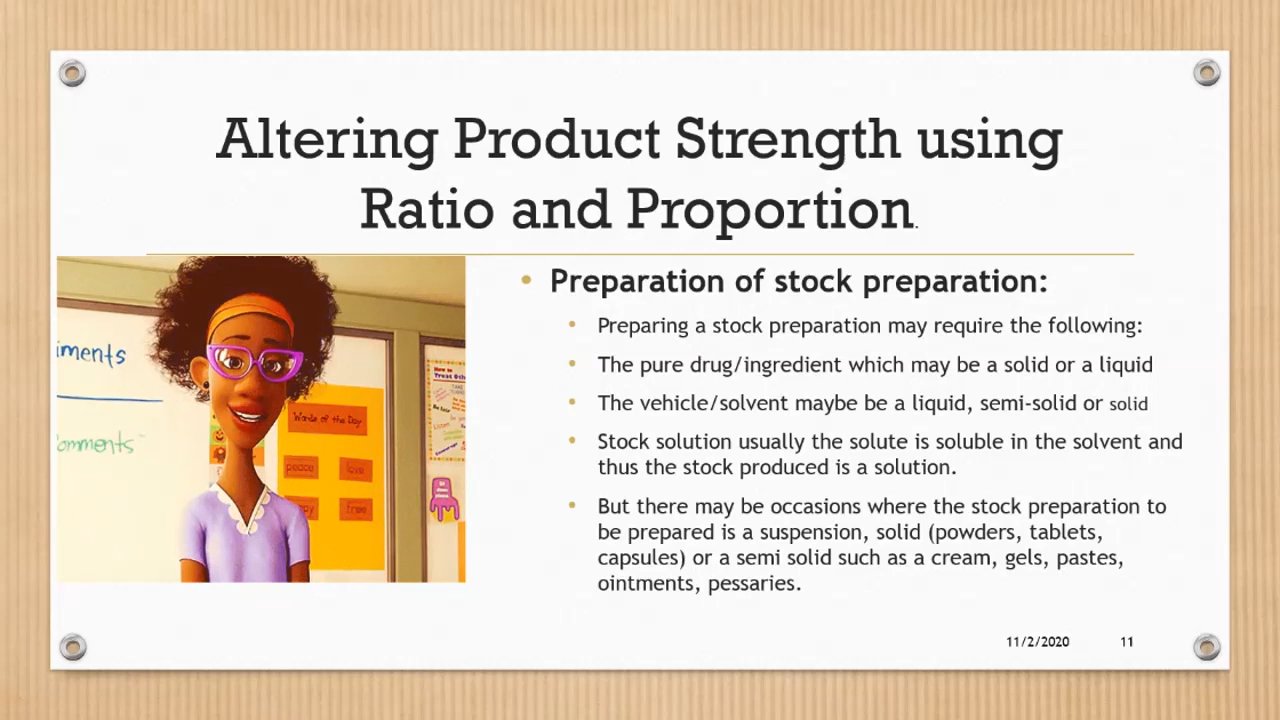 Altering Product Strength using
Ratio and Proportion.
iments
omments
Words of the Day
peace
love
free
How to
Listen
Preparation of stock preparation:
Preparing a stock preparation may require the following:
The pure drug/ingredient which may be a solid or a liquid
The vehicle/solvent maybe be a liquid, semi-solid or solid
Stock solution usually the solute is soluble in the solvent and
thus the stock produced is a solution.
But there may be occasions where the stock preparation to
be prepared is a suspension, solid (powders, tablets,
capsules) or a semi solid such as a cream, gels, pastes,
ointments, pessaries.
11/2/2020
11